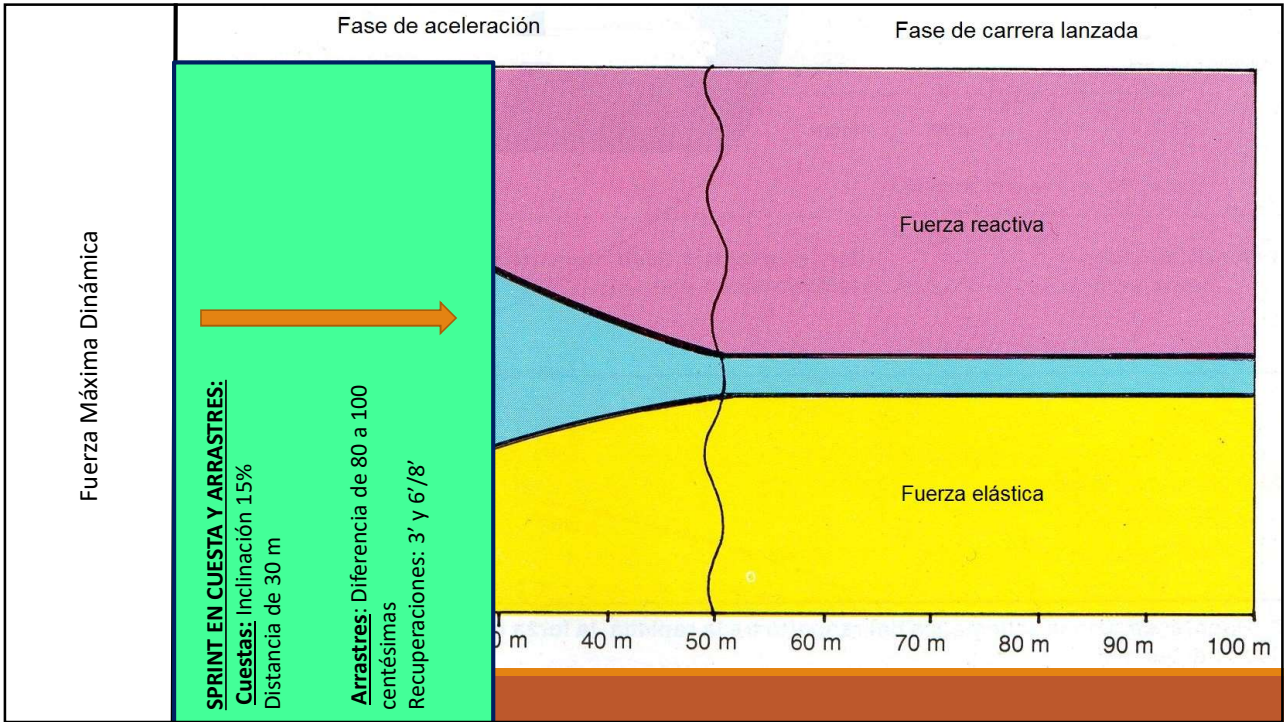 Fase de aceleración
Fase de carrera lanzada
Fuerza Máxima Dinámica
SPRINT EN CUESTA Y ARRASTRES:
Cuestas: Inclinación 15%
Distancia de 30 m
Arrastres: Diferencia de 80 a 100
centésimas
Recuperaciones: 3’ y 6’/8’
Fuerza reactiva
Fuerza elástica
0 m
40 m
50 m
60 m
70 m
80 m
90 m
100 m